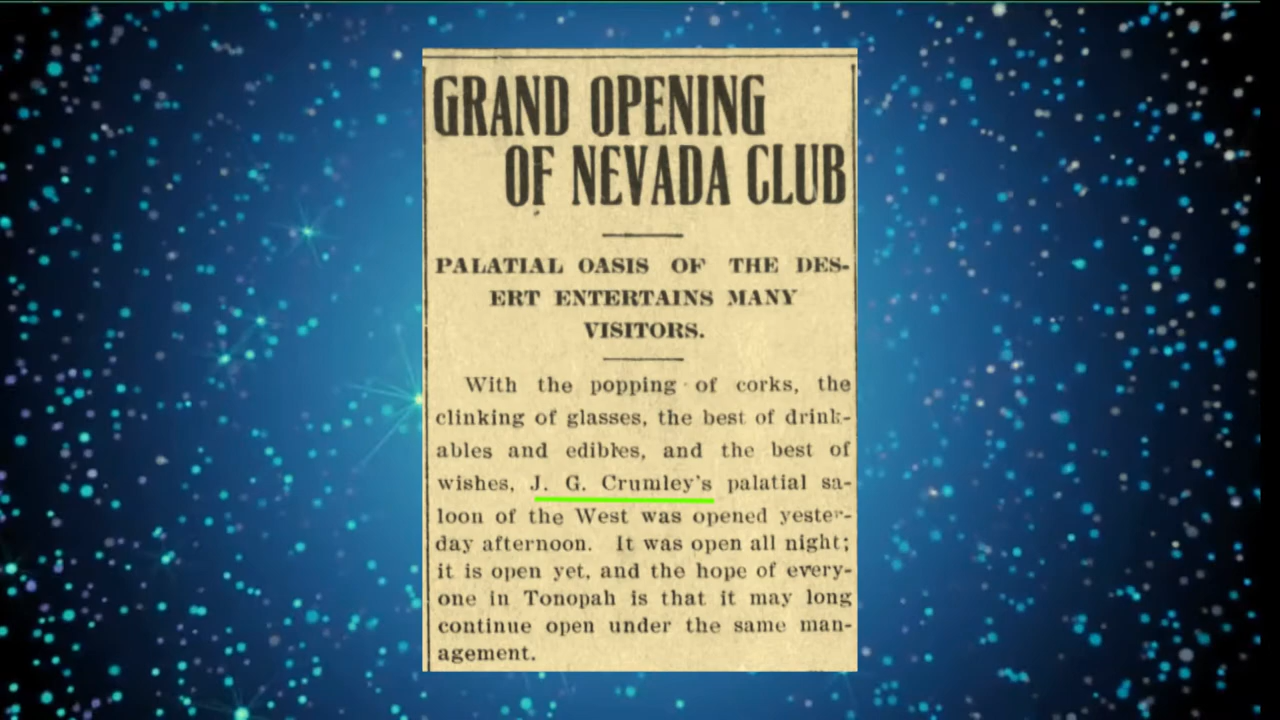 GRAND OPENING
OF NEVADA CLUB
PALATIAL OASIS OF THE DES-
ERT ENTERTAINS MANY
VISITORS.
With the popping of corks, the
clinking of glasses, the best of drink-
ables and edibles, and the best of
wishes, J. G. Crumley's palatial sa-
loon of the West was opened yester-
day afternoon. It was open all night;
it is open yet, and the hope of every-
one in Tonopah is that it may long
continue open under the same man-
agement.